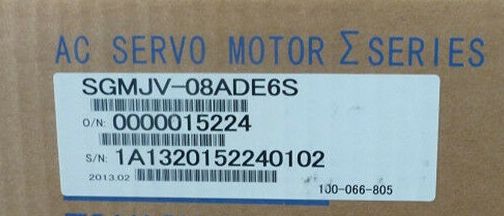 AC SERVO MOTOR Σ SERIES
SGMJV-08ADE6S
O/N: 0000015224
S/N: 1A1320152240102
2013.02
100-066-805